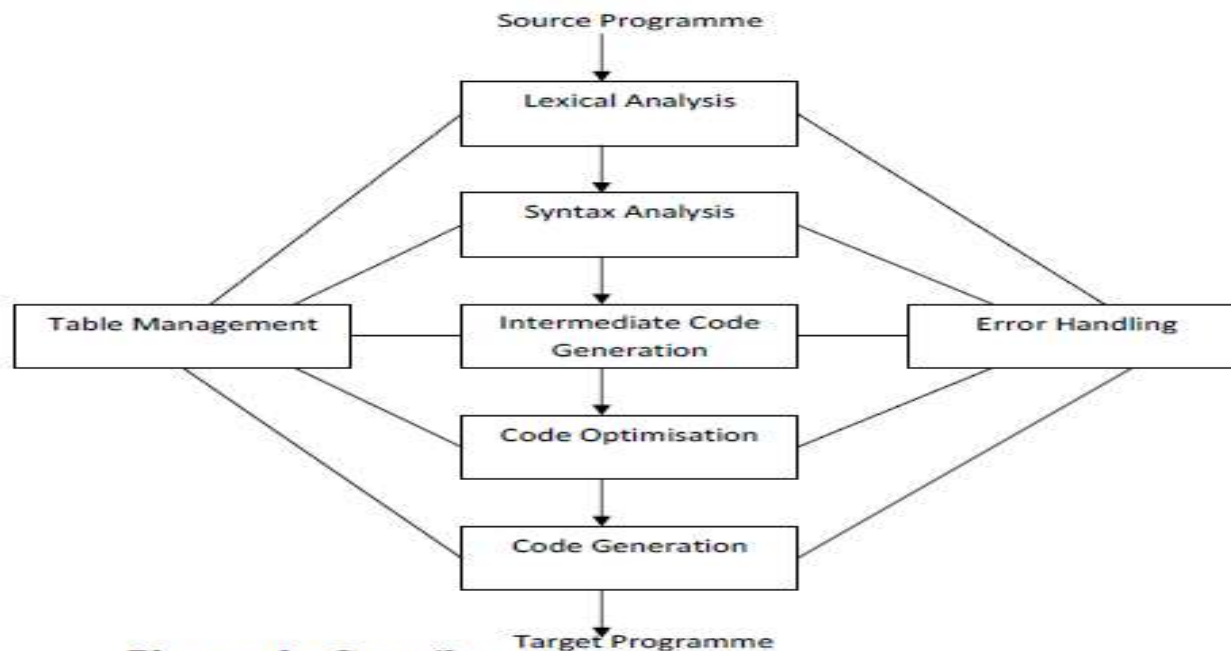 Source Programme
Lexical Analysis
Syntax Analysis
Table Management
Intermediate Code
Generation
Error Handling
Code Optimisation
Code Generation
Target Programme